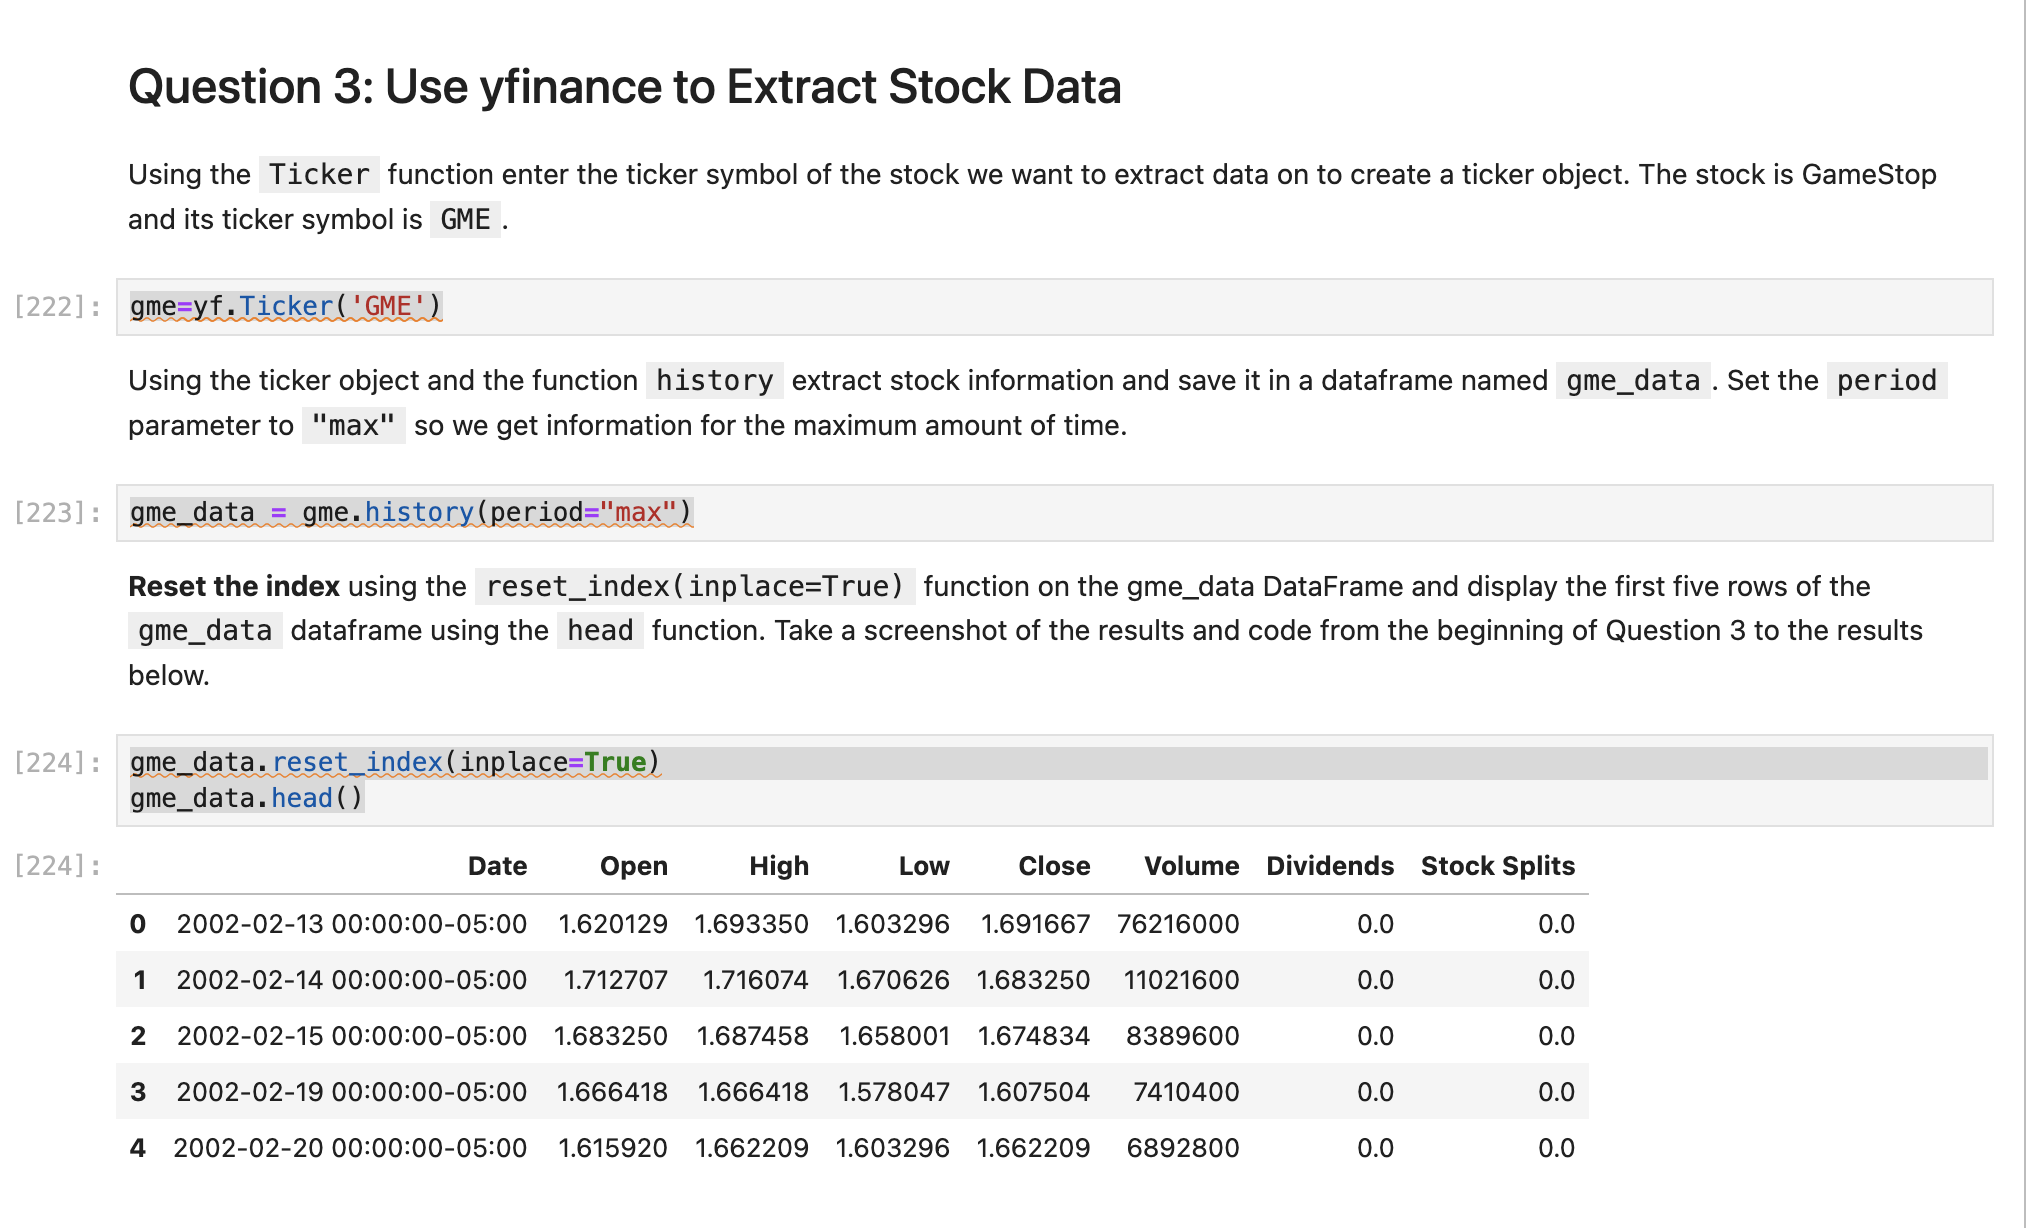 Question 3: Use yfinance to Extract Stock Data
Using the Ticker function enter the ticker symbol of the stock we want to extract data on to create a ticker object. The stock is GameStop
and its ticker symbol is GME .
[222]: gme=yf.Ticker('GME')
Using the ticker object and the function history extract stock information and save it in a dataframe named gme_data . Set the period
parameter to "max" so we get information for the maximum amount of time.
[223]: gme_data = gme.history(period="max")
Reset the index using the reset_index(inplace=True) function on the gme_data DataFrame and display the first five rows of the
gme_data dataframe using the head function. Take a screenshot of the results and code from the beginning of Question 3 to the results
below.
[224]: gme_data.reset_index(inplace=True)
gme_data.head()
[224]: Date Open High Low Close Volume Dividends Stock Splits
0 2002-02-13 00:00:00-05:00 1.620129 1.693350 1.603296 1.691667 76216000 0.0 0.0
1 2002-02-14 00:00:00-05:00 1.712707 1.716074 1.670626 1.683250 11021600 0.0 0.0
2 2002-02-15 00:00:00-05:00 1.683250 1.687458 1.658001 1.674834 8389600 0.0 0.0
3 2002-02-19 00:00:00-05:00 1.666418 1.666418 1.578047 1.607504 7410400 0.0 0.0
4 2002-02-20 00:00:00-05:00 1.615920 1.662209 1.603296 1.662209 6892800 0.0 0.0